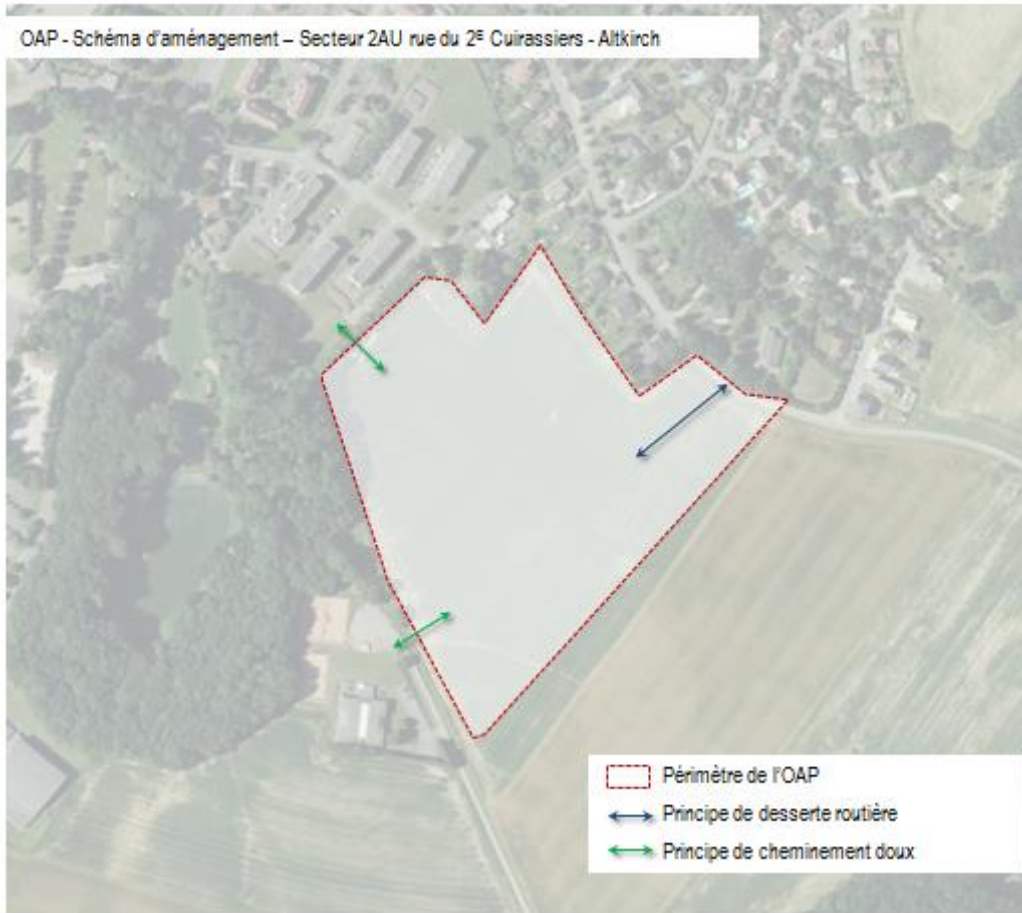 OAP - Schéma d'aménagement – Secteur 2AU rue du 2ᴱ Cuirassiers - Altkirch
Périmètre de l'OAP
Principe de desserte routière
Principe de cheminement doux